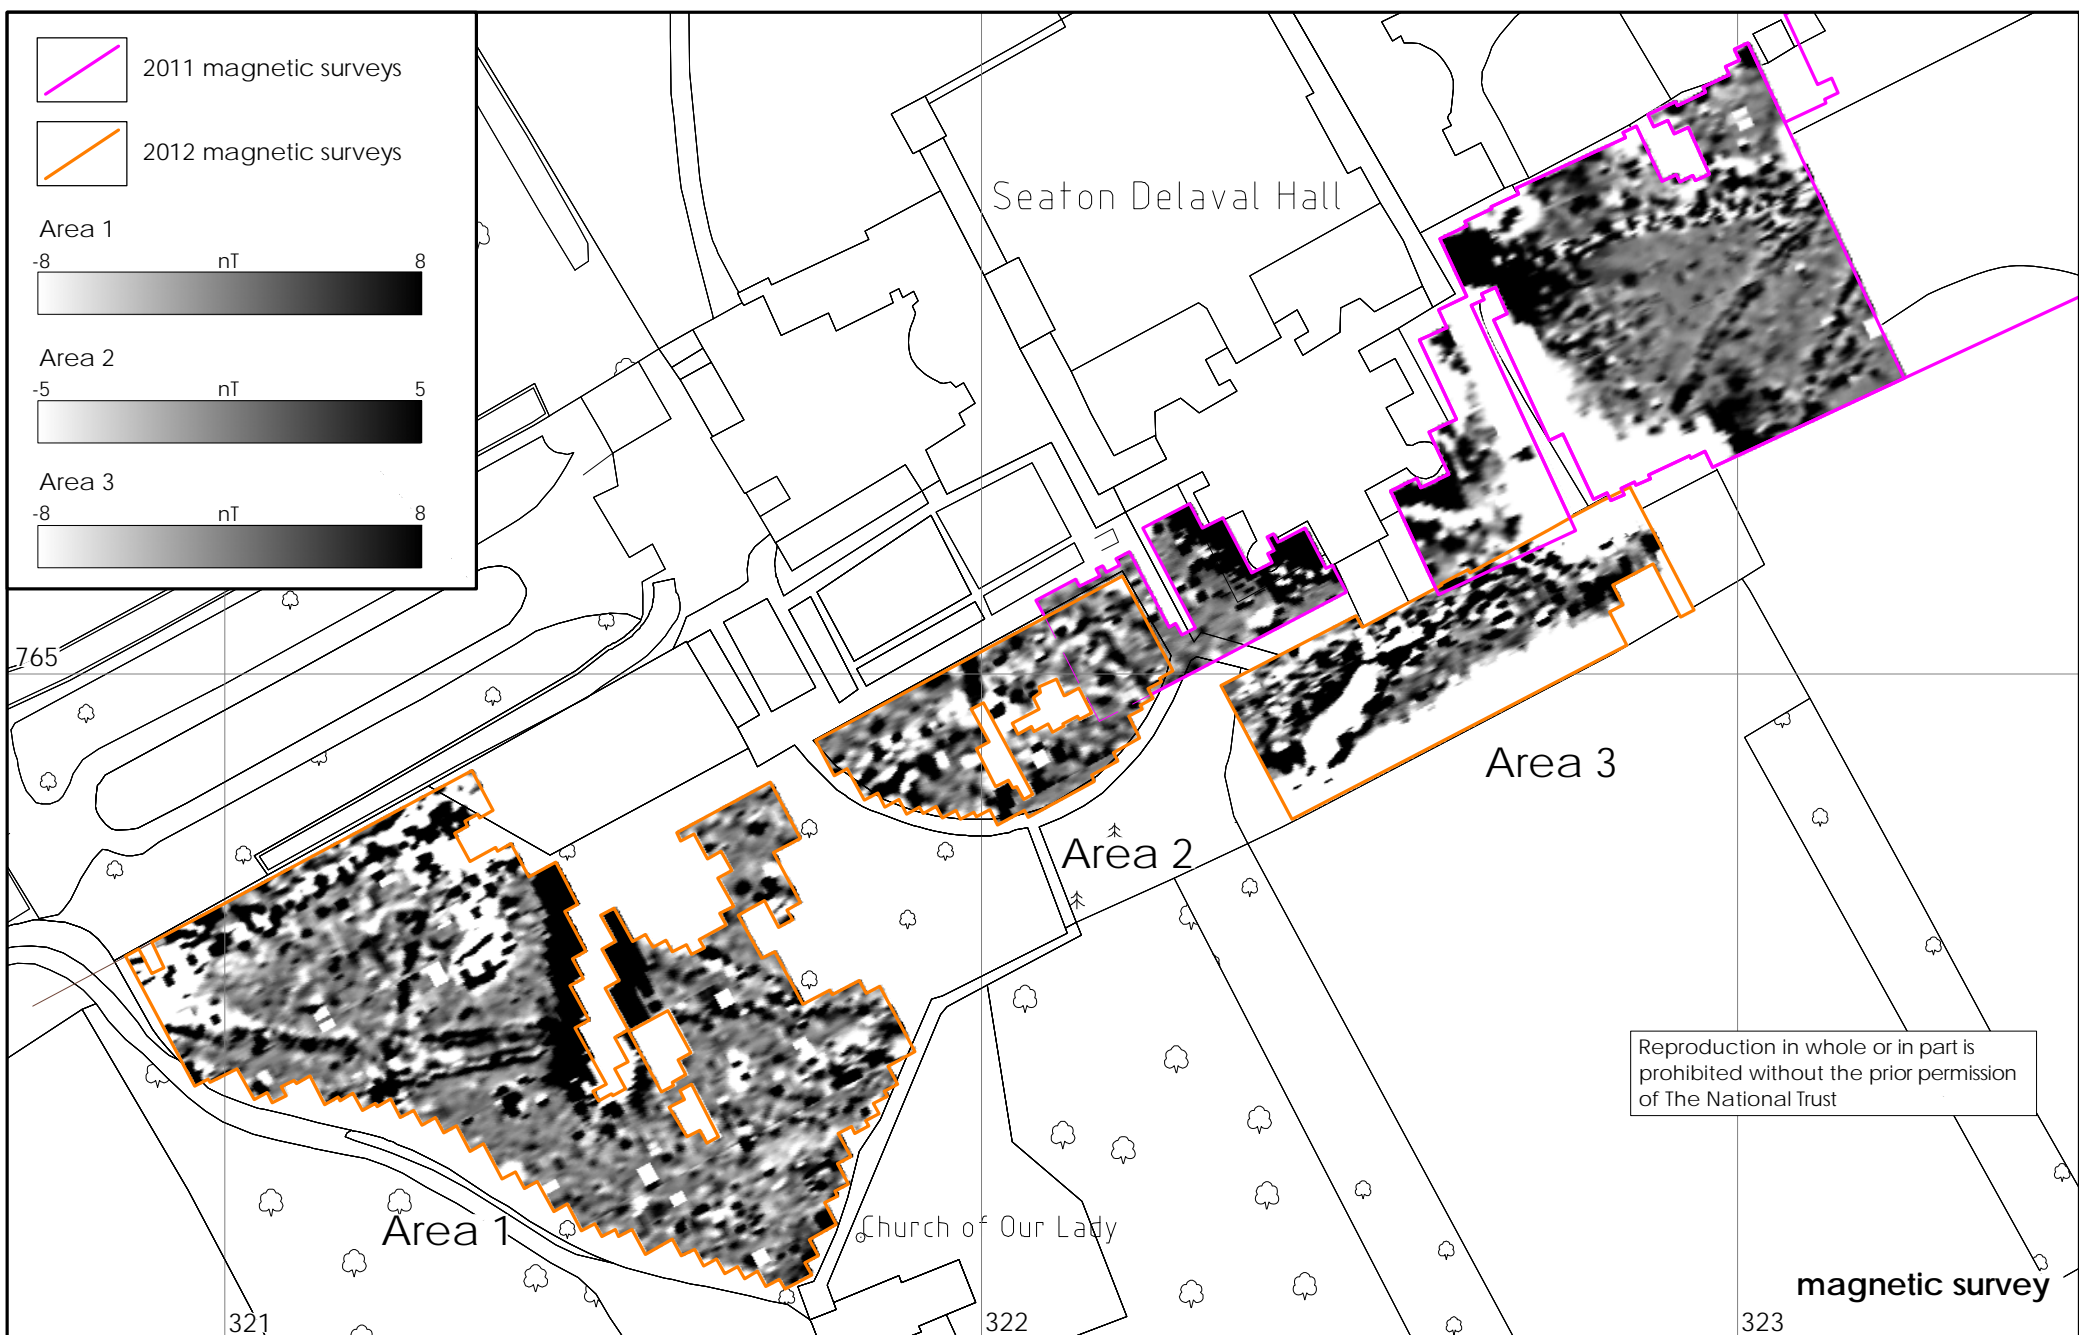 2011 magnetic surveys
2012 magnetic surveys
Area 1
-8 nT 8
Area 2
-5 nT 5
Area 3
-8 nT 8
Seaton Delaval Hall
765
Area 3
Area 2
Area 1
Church of Our Lady
Reproduction in whole or in part is
prohibited without the prior permission
of The National Trust
magnetic survey
321
322
323